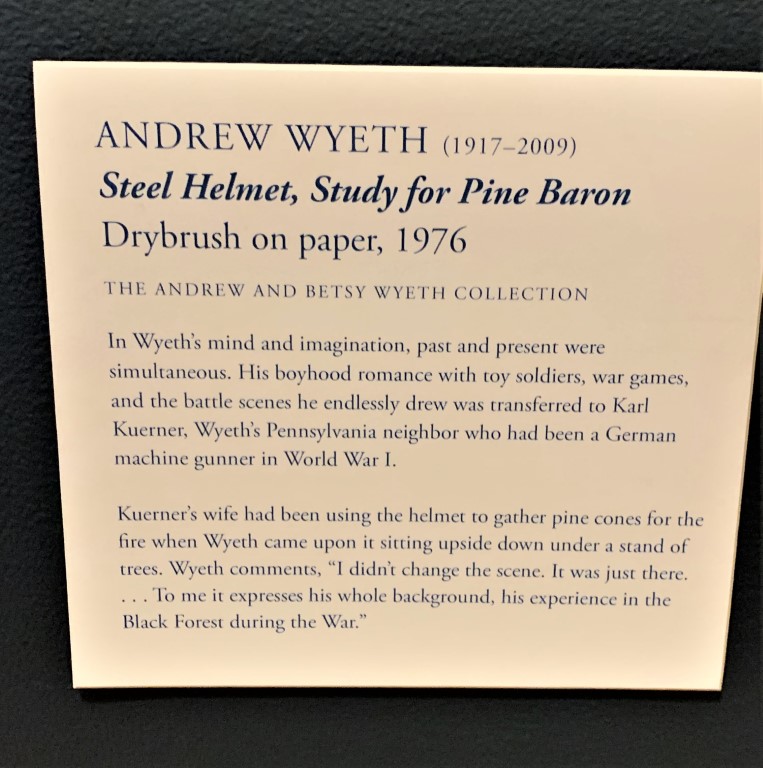 ANDREW WYETH (1917–2009)
Steel Helmet, Study for Pine Baron
Drybrush on paper, 1976
THE ANDREW AND BETSY WYETH COLLECTION
In Wyeth's mind and imagination, past and present were
simultaneous. His boyhood romance with toy soldiers, war games,
and the battle scenes he endlessly drew was transferred to Karl
Kuerner, Wyeth's Pennsylvania neighbor who had been a German
machine gunner in World War I.
Kuerner's wife had been using the helmet to gather pine cones for the
fire when Wyeth came upon it sitting upside down under a stand of
trees. Wyeth comments, “I didn't change the scene. It was just there.
. . . To me it expresses his whole background, his experience in the
Black Forest during the War.”